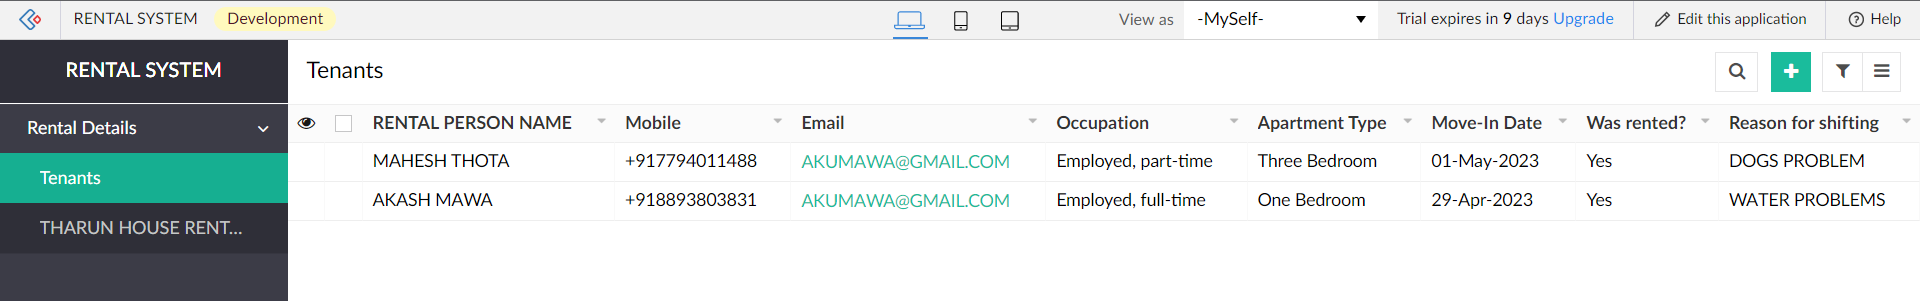 RENTAL SYSTEM Development View as -MySelf- Trial expires in 9 days Upgrade Edit this application Help
RENTAL SYSTEM
Tenants
Rental Details
Tenants
THARUN HOUSE RENT...
RENTAL PERSON NAME Mobile Email Occupation Apartment Type Move-In Date Was rented? Reason for shifting
MAHESH THOTA +917794011488 AKUMAWA@GMAIL.COM Employed, part-time Three Bedroom 01-May-2023 Yes DOGS PROBLEM
AKASH MAWA +918893803831 AKUMAWA@GMAIL.COM Employed, full-time One Bedroom 29-Apr-2023 Yes WATER PROBLEMS